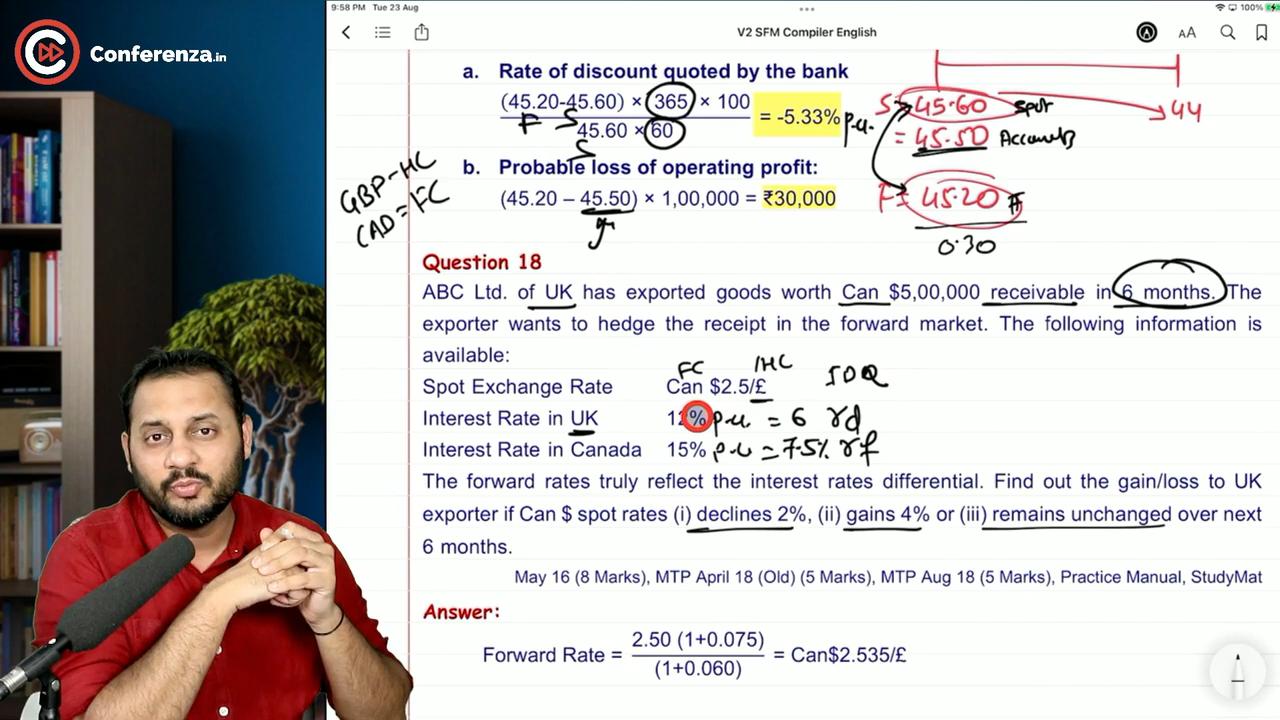 9:58 PM Tue 23 Aug
100%
Conferenza.in
V2 SFM Compiler English
AA
a. Rate of discount quoted by the bank
(45.20-45.60) × 365 × 100
45.60 × 60
= -5.33% p.a.
F S
S
S = 45.60 Spot
44
= 45.50 Accounts
b. Probable loss of operating profit:
(45.20 – 45.50) × 1,00,000 = ₹30,000
F = 45.20
0.30
GBP - HC
CAD = FC
Question 18
ABC Ltd. of UK has exported goods worth Can $5,00,000 receivable in 6 months. The
exporter wants to hedge the receipt in the forward market. The following information is
available:
FC /HC
Spot Exchange Rate Can $2.5/£ IDQ
Interest Rate in UK 12% p.a. = 6 rd
Interest Rate in Canada 15% p.a = 7.5% rf
The forward rates truly reflect the interest rates differential. Find out the gain/loss to UK
exporter if Can $ spot rates (i) declines 2%, (ii) gains 4% or (iii) remains unchanged over next
6 months.
May 16 (8 Marks), MTP April 18 (Old) (5 Marks), MTP Aug 18 (5 Marks), Practice Manual, StudyMat
Answer:
Forward Rate = 2.50 (1+0.075)
(1+0.060)
= Can$2.535/£